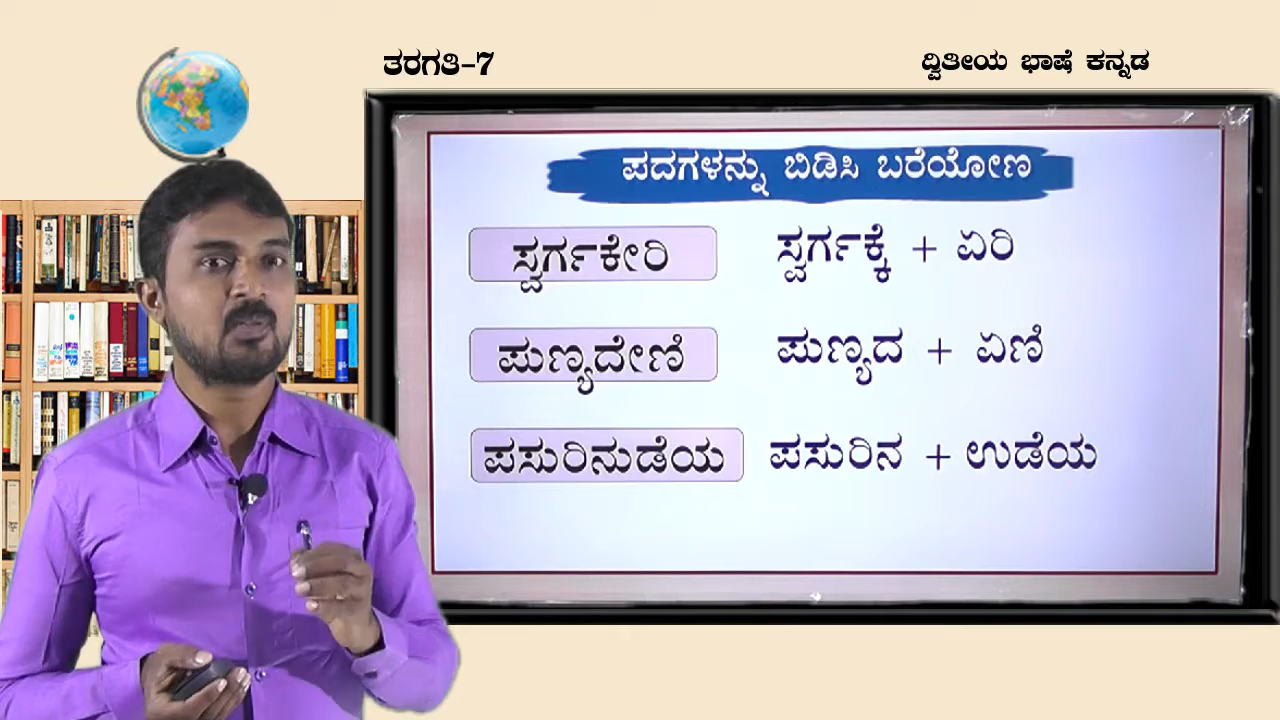 ತರಗತಿ-7 ದ್ವಿತೀಯ ಭಾಷೆ ಕನ್ನಡ
ಪದಗಳನ್ನು ಬಿಡಿಸಿ ಬರೆಯೋಣ
ಸ್ವರ್ಗಕೇರಿ ಸ್ವರ್ಗಕ್ಕೆ + ಏರಿ
ಪುಣ್ಯದೇಣಿ ಪುಣ್ಯದ + ಏಣಿ
ಪಸುರಿನುಡೆಯ ಪಸುರಿನ + ಉಡೆಯ